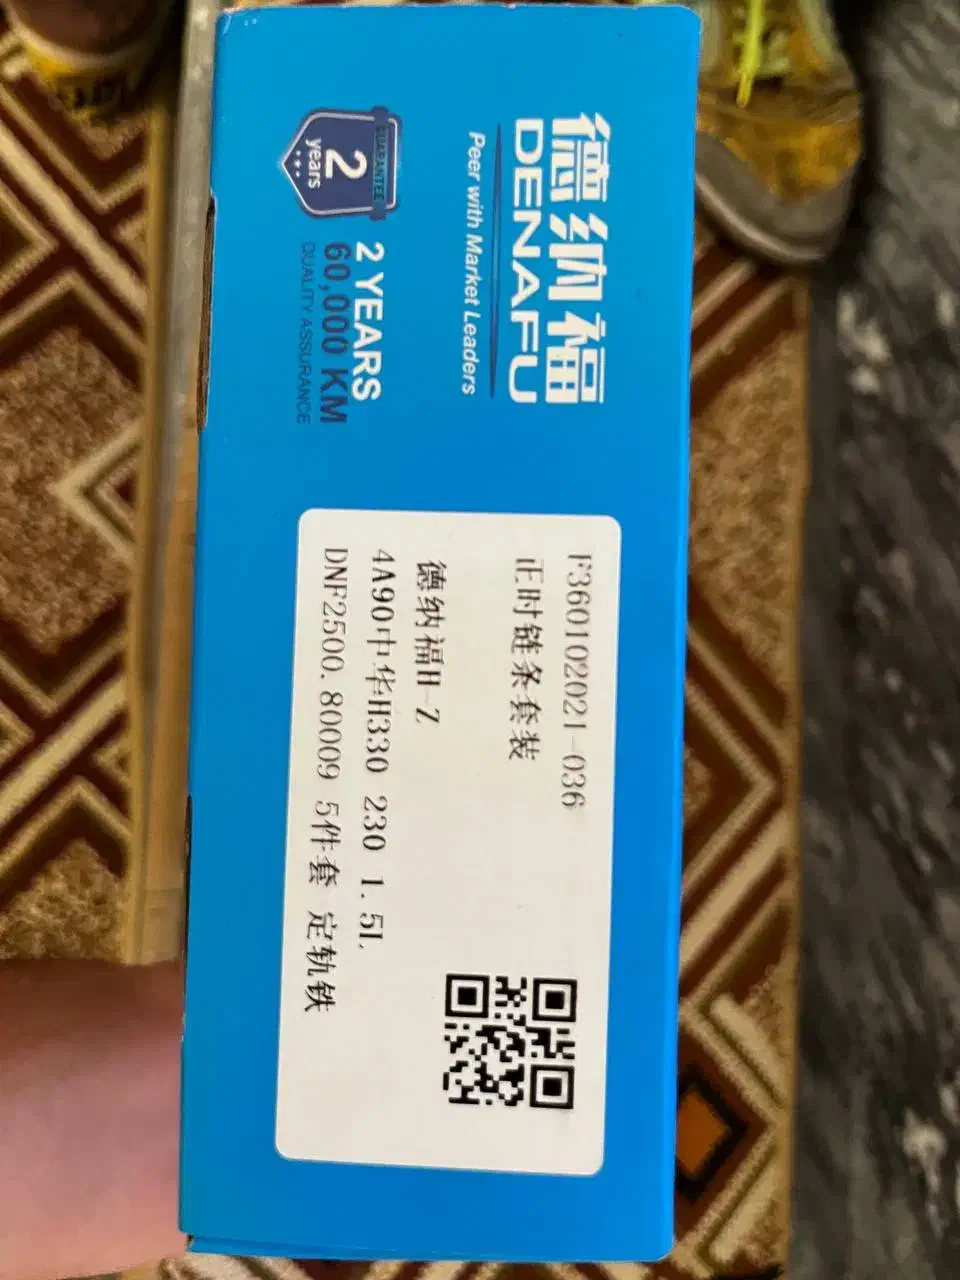 德纳福
DENAFU
Peer with Market Leaders
GUARANTEE
2
years
2 YEARS
60,000 KM
QUALITY ASSURANCE
F360102021-036
正时链条套装
德纳福H-Z
4A90中华H330 230 1.5L
DNF2500.80009 5件套 定轨铁